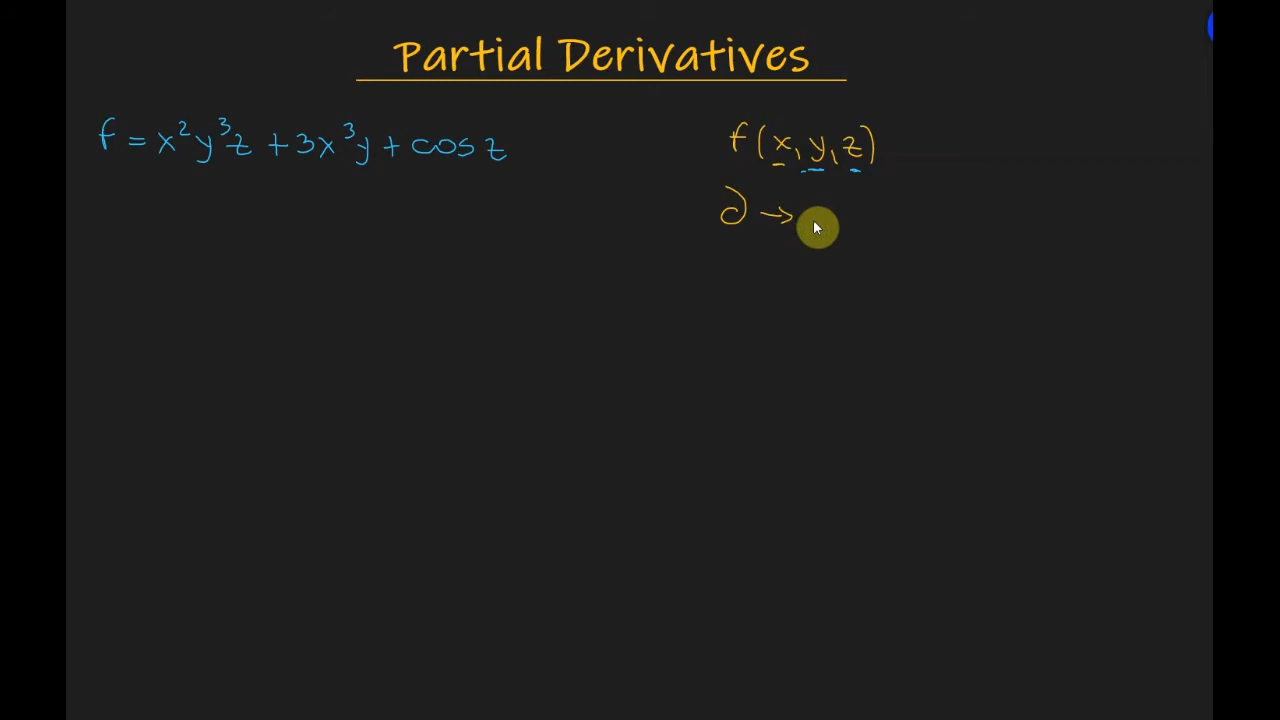 Partial Derivatives
f = x²y³z + 3x³y + cos z
f(x,y,z)
∂ →